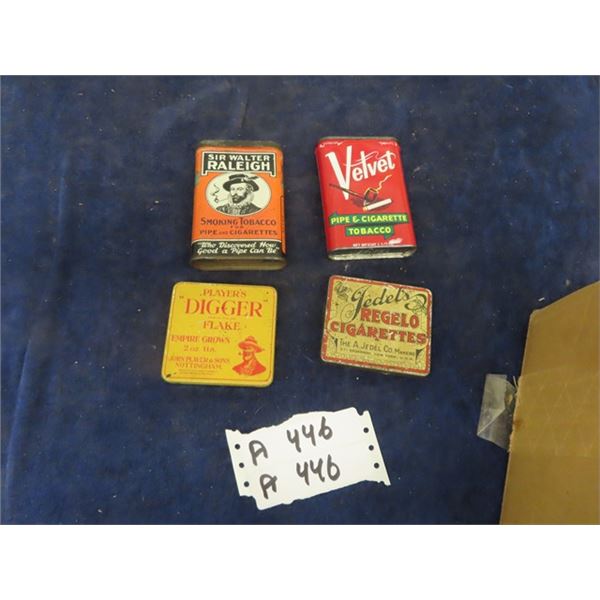 SIR WALTER
RALEIGH
SMOKING TOBACCO
FOR
PIPE AND CIGARETTES
"Who Discovered How
Good a Pipe Can Be"
Velvet
PIPE & CIGARETTE
TOBACCO
PLAYER'S
"DIGGER"
FLAKE
EMPIRE GROWN
2 oz.
JOHN PLAYER & SONS
NOTTINGHAM
Jedel's
REGELO
CIGARETTES
THE A. JEDEL CO. MAKERS
A 446
A 446